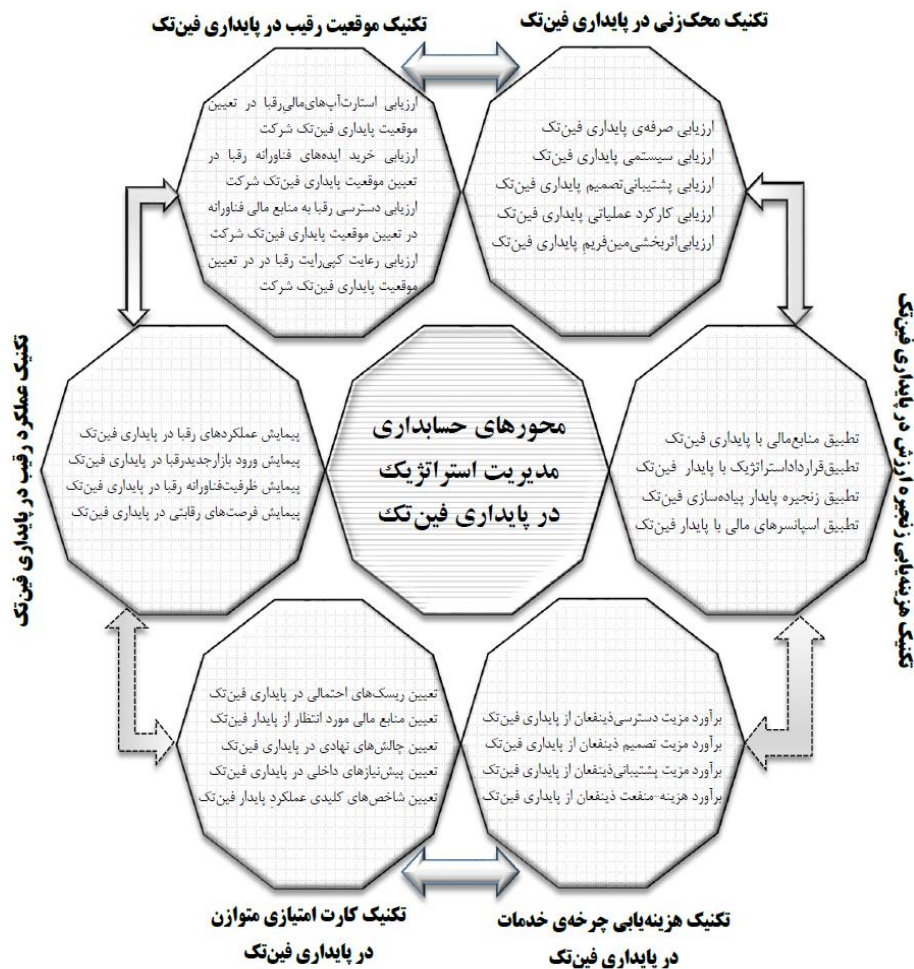 تکنیک محک‌زنی در پایداری فین‌تک
ارزیابی صرفه‌ی پایداری فین‌تک
ارزیابی سیستمی پایداری فین‌تک
ارزیابی پشتیبانی‌تصمیم پایداری فین‌تک
ارزیابی کارکرد عملیاتی پایداری فین‌تک
ارزیابی‌اثربخشی‌مین‌فریم پایداری فین‌تک
تکنیک موقعیت رقیب در پایداری فین‌تک
ارزیابی استارت‌آپ‌های‌مالیِ‌رقبا در تعیین
موقعیت پایداری فین‌تک شرکت
ارزیابی خرید ایده‌های فناورانه رقبا در
تعیین موقعیت پایداری فین‌تک شرکت
ارزیابی دسترسی رقبا به منابع مالی فناورانه
در تعیین موقعیت پایداری فین‌تک شرکت
ارزیابی رعایت کپی‌رایت رقبا در در تعیین
موقعیت پایداری فین‌تک شرکت
تکنیک هزینه‌یابی زنجیره ارزش در پایداری فین‌تک
تطبیق منابع‌مالی با پایداری فین‌تک
تطبیق‌قرارداداستراتژیک با پایدار فین‌تک
تطبیق زنجیره پایدار پیاده‌سازی فین‌تک
تطبیق اسپانسرهای مالی با پایدار فین‌تک
محورهای حسابداری
مدیریت استراتژیک
در پایداری فین‌تک
تکنیک عملکرد رقیب در پایداری فین‌تک
پیمایش عملکردهای رقبا در پایداری فین‌تک
پیمایش ورود بازارجدیدرقبا در پایداری فین‌تک
پیمایش ظرفیت‌فناورانه رقبا در پایداری فین‌تک
پیمایش فرصت‌های رقابتی در پایداری فین‌تک
برآورد مزیت دسترسی‌ذینفعان از پایداری فین‌تک
برآورد مزیت تصمیم ذینفعان از پایداری فین‌تک
برآورد مزیت پشتیبانی‌ذینفعان از پایداری فین‌تک
برآورد هزینه-منفعت ذینفعان از پایداری فین‌تک
تکنیک هزینه‌یابی چرخه‌ی خدمات
در پایداری فین‌تک
تعیین ریسک‌های احتمالی در پایداری فین‌تک
تعیین منابع مالی مورد انتظار از پایدار فین‌تک
تعیین چالش‌های نهادی در پایداری فین‌تک
تعیین پیش‌نیازهای داخلی در پایداری فین‌تک
تعیین شاخص‌های کلیدی عملکردِ پایدار فین‌تک
تکنیک کارت امتیازی متوازن
در پایداری فین‌تک